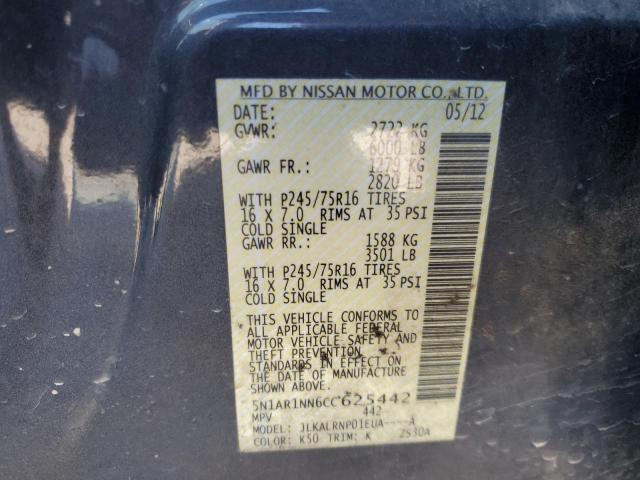 MFD BY NISSAN MOTOR CO.,LTD.
DATE: 05/12
GVWR: 2722 KG
6000 LB
GAWR FR.: 1279 KG
2820 LB
WITH P245/75R16 TIRES
16 X 7.0 RIMS AT 35 PSI
COLD SINGLE
GAWR RR.: 1588 KG
3501 LB
WITH P245/75R16 TIRES
16 X 7.0 RIMS AT 35 PSI
COLD SINGLE
THIS VEHICLE CONFORMS TO
ALL APPLICABLE FEDERAL
MOTOR VEHICLE SAFETY AND
THEFT PREVENTION
STANDARDS IN EFFECT ON
THE DATE OF MANUFACTURE
SHOWN ABOVE.
5N1AR1NN6CC625442
MPV 442
MODEL: JLKALRNP01EUA----A
COLOR: K50 TRIM: K 2S30A